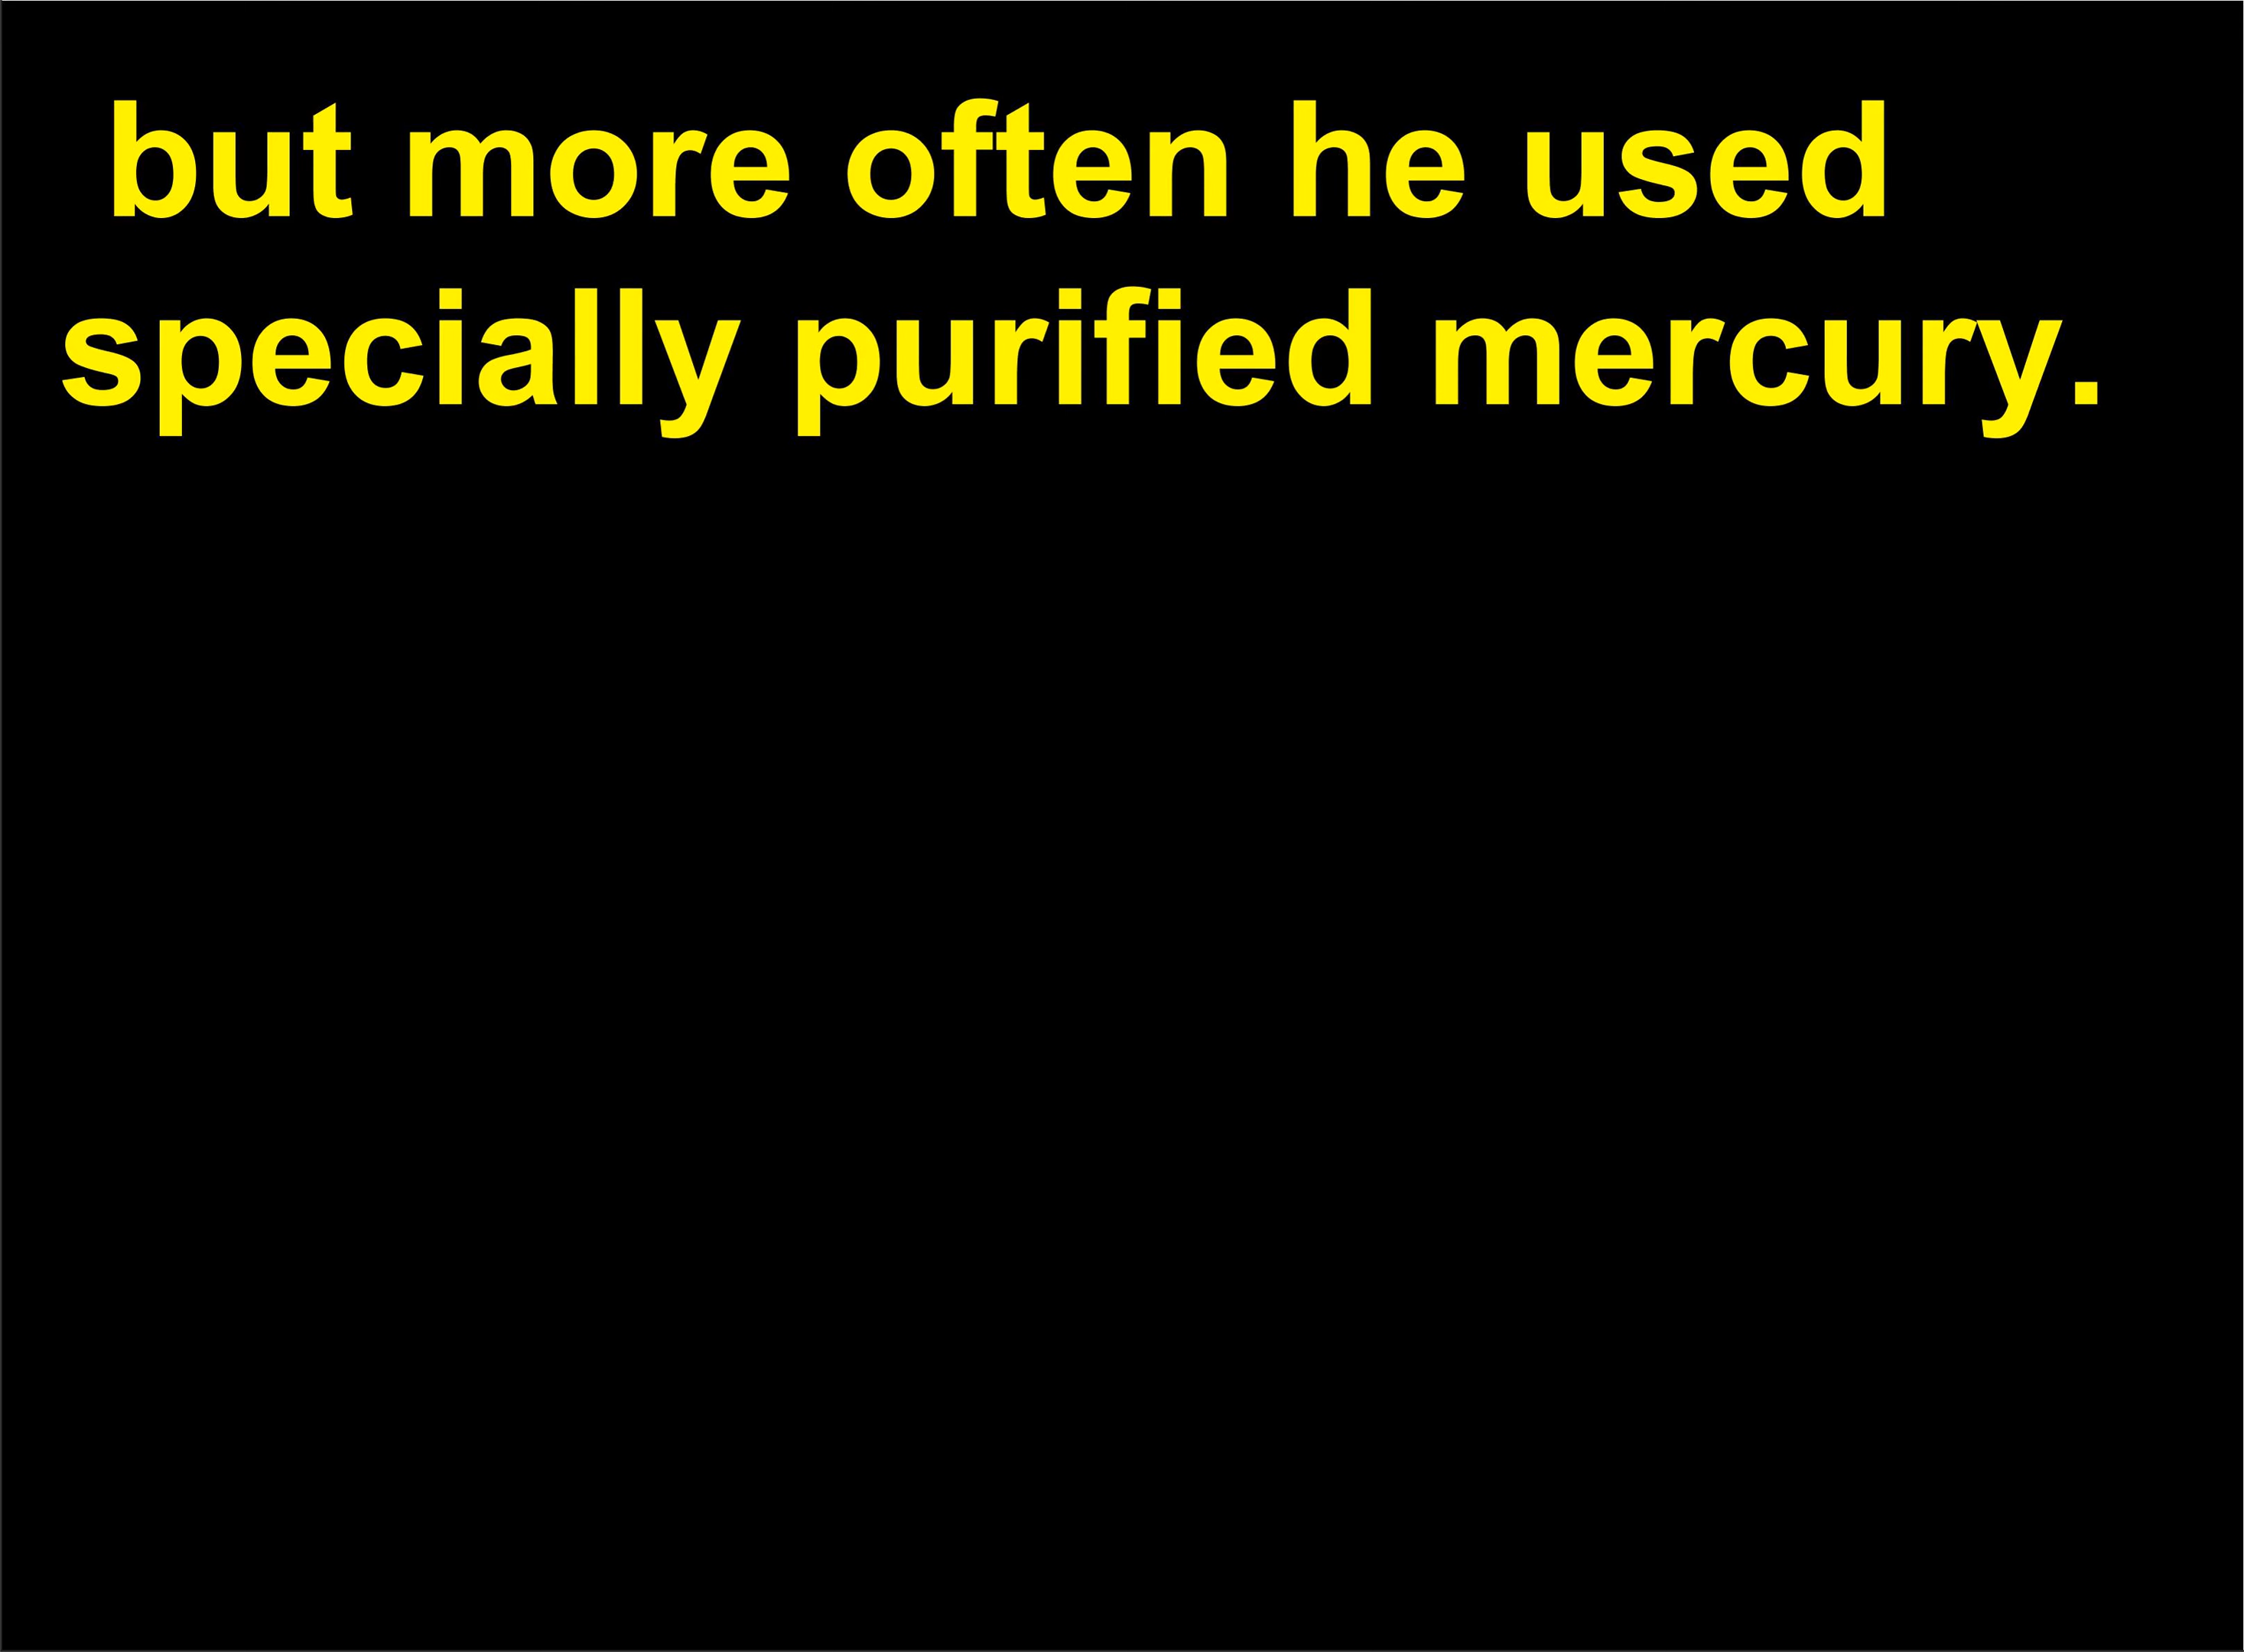 but more often he used
specially purified mercury.